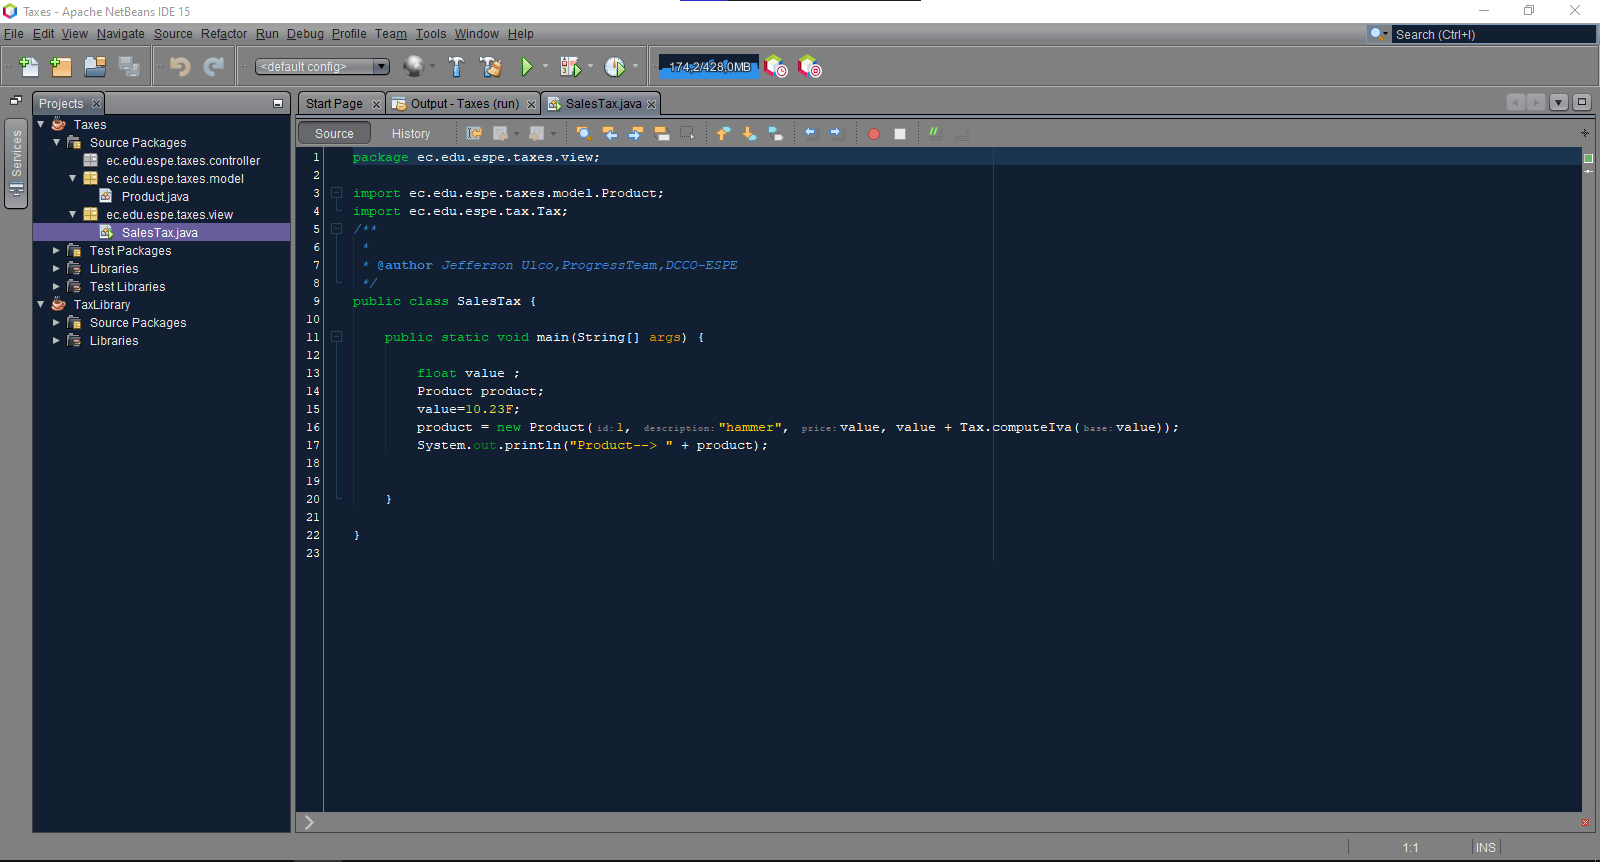 Taxes - Apache NetBeans IDE 15
File Edit View Navigate Source Refactor Run Debug Profile Team Tools Window Help
Search (Ctrl+I)
<default config>
174,2/428,0MB
Services
Projects
Taxes
Source Packages
ec.edu.espe.taxes.controller
ec.edu.espe.taxes.model
Product.java
ec.edu.espe.taxes.view
SalesTax.java
Test Packages
Libraries
Test Libraries
TaxLibrary
Source Packages
Libraries
Start Page Output - Taxes (run) SalesTax.java
Source History
1 package ec.edu.espe.taxes.view;
2
3 import ec.edu.espe.taxes.model.Product;
4 import ec.edu.espe.tax.Tax;
5 /**
6 *
7 * @author Jefferson Ulco,ProgressTeam,DCCO-ESPE
8 */
9 public class SalesTax {
10
11 public static void main(String[] args) {
12
13 float value ;
14 Product product;
15 value=10.23F;
16 product = new Product( id: 1, description: "hammer", price: value, value + Tax.computeIva( base: value));
17 System.out.println("Product--> " + product);
18
19
20 }
21
22 }
23
1:1 INS